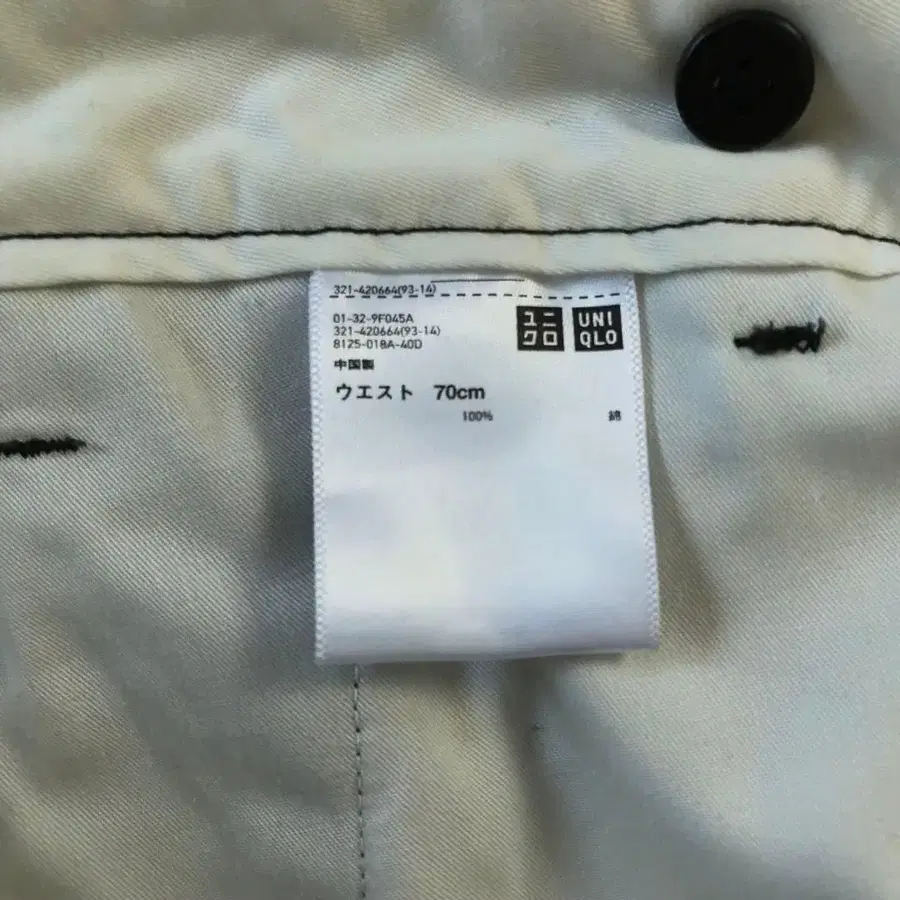 321-420664(93-14)
01-32-9F045A
321-420664(93-14)
8125-018A-40D
ユニ
クロ
UNI
QLO
中国製
ウエスト 70cm
100% 綿